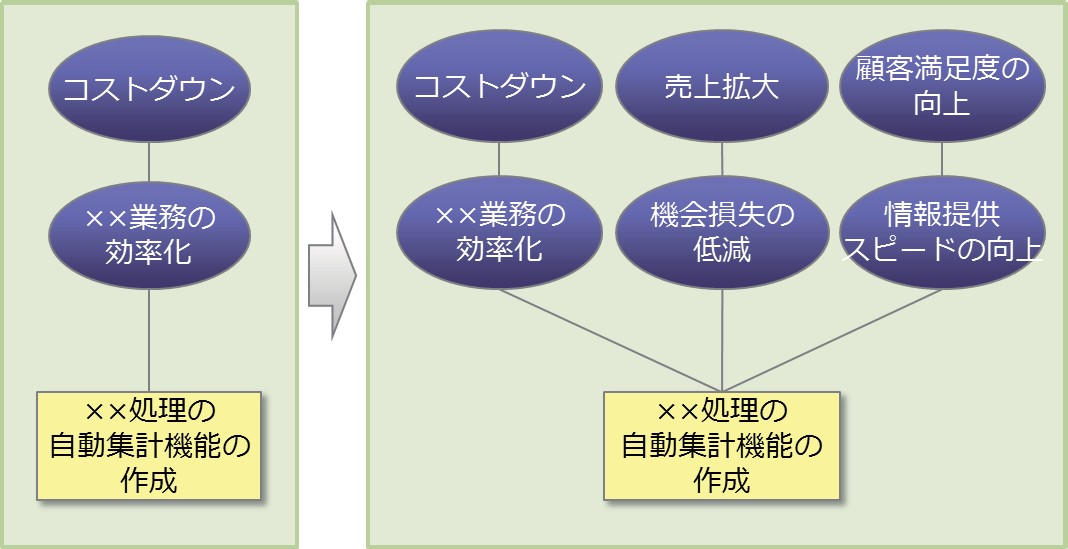 コストダウン
××業務の
効率化
××処理の
自動集計機能の
作成
コストダウン
売上拡大
顧客満足度の
向上
××業務の
効率化
機会損失の
低減
情報提供
スピードの向上
××処理の
自動集計機能の
作成